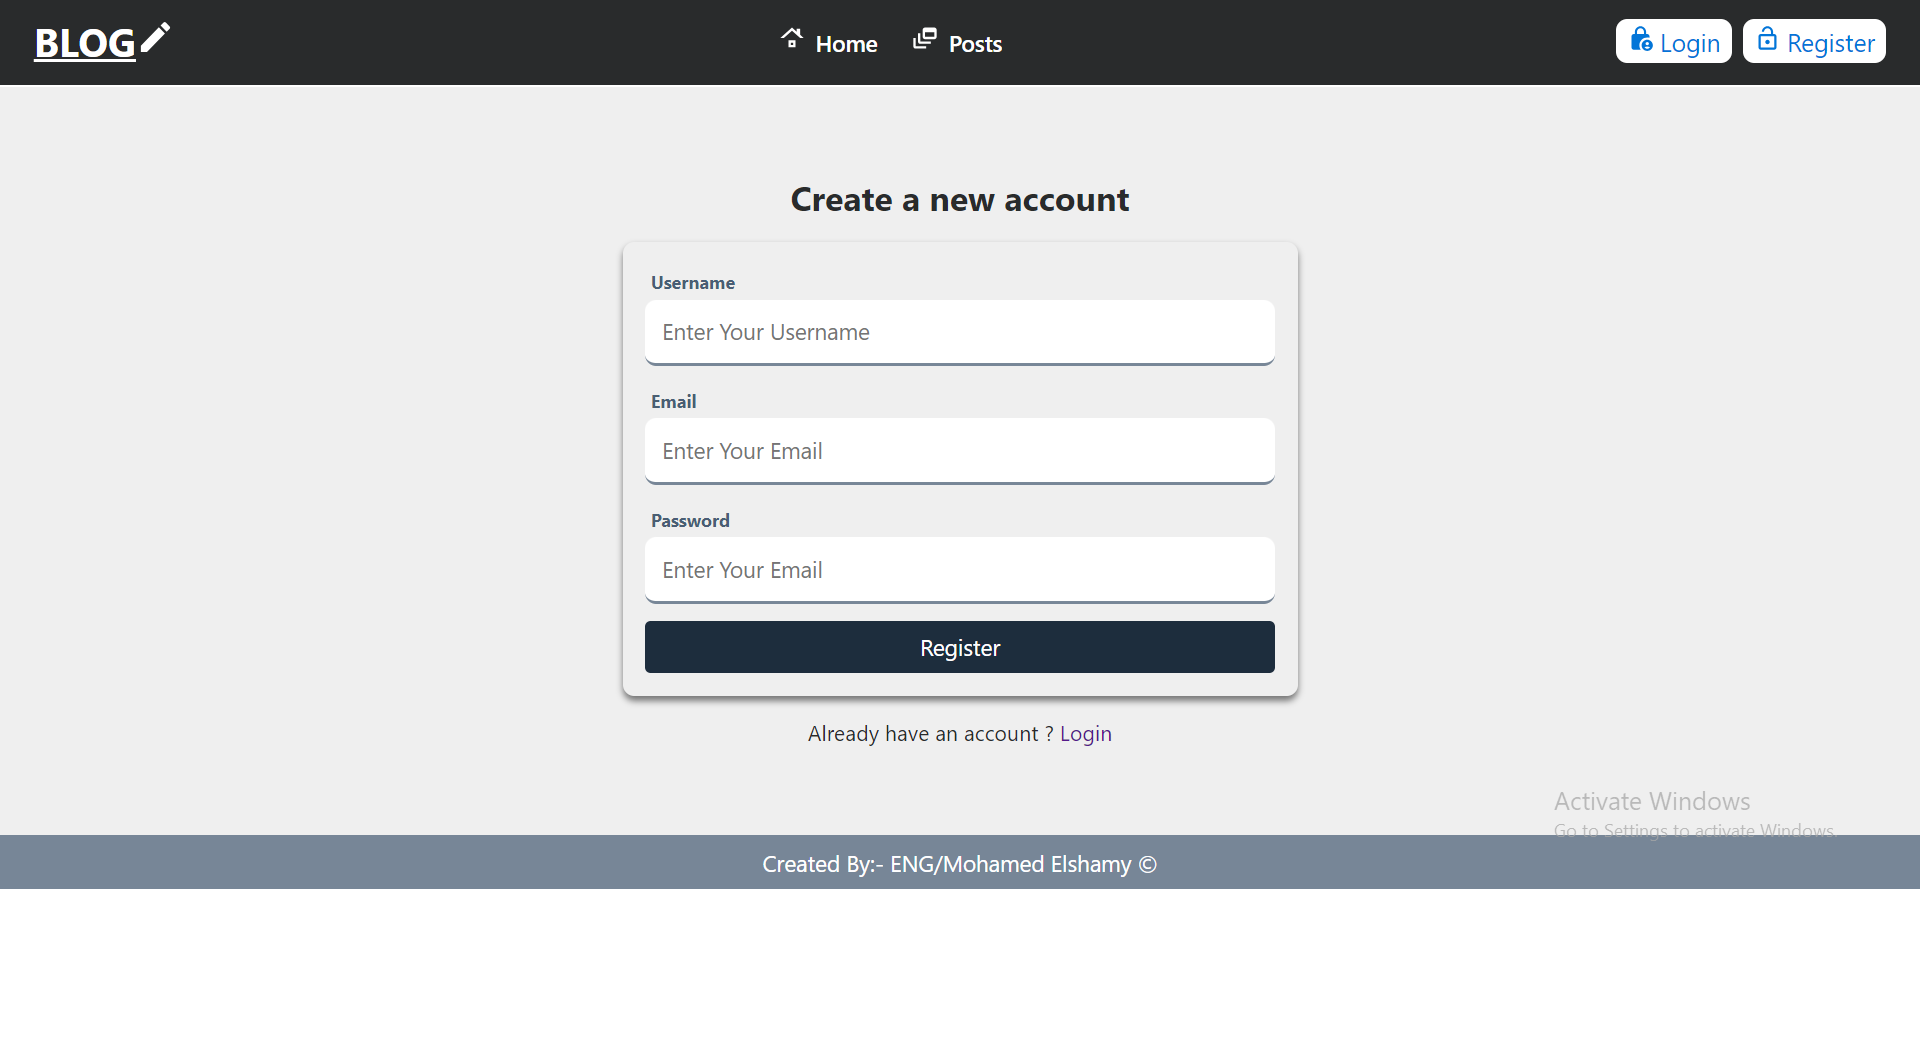 BLOG Home Posts Login Register
Create a new account
Username
Enter Your Username
Email
Enter Your Email
Password
Enter Your Email
Register
Already have an account ? Login
Activate Windows
Go to Settings to activate Windows.
Created By:- ENG/Mohamed Elshamy ©